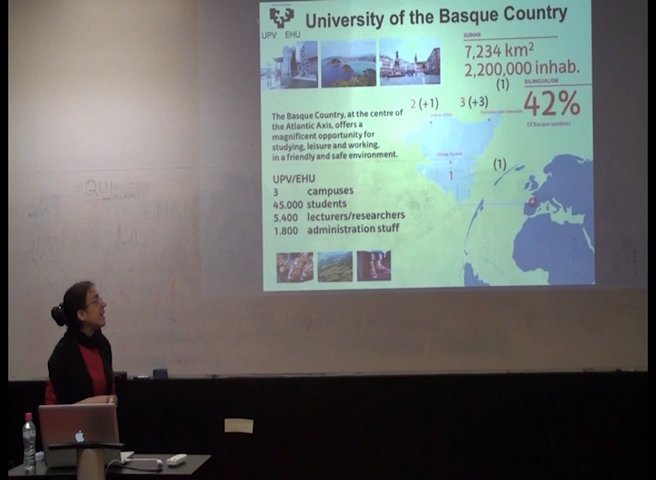 UPV EHU
University of the Basque Country
7,234 km²
2,200,000 inhab.
(1)
BILINGUALISM
42%
Of Basque speakers
2 (+1)
3 (+3)
The Basque Country, at the centre of
the Atlantic Axis, offers a
magnificent opportunity for
studying, leisure and working,
in a friendly and safe environment.
1
(1)
UPV/EHU
3 campuses
45.000 students
5.400 lecturers/researchers
1.800 administration stuff